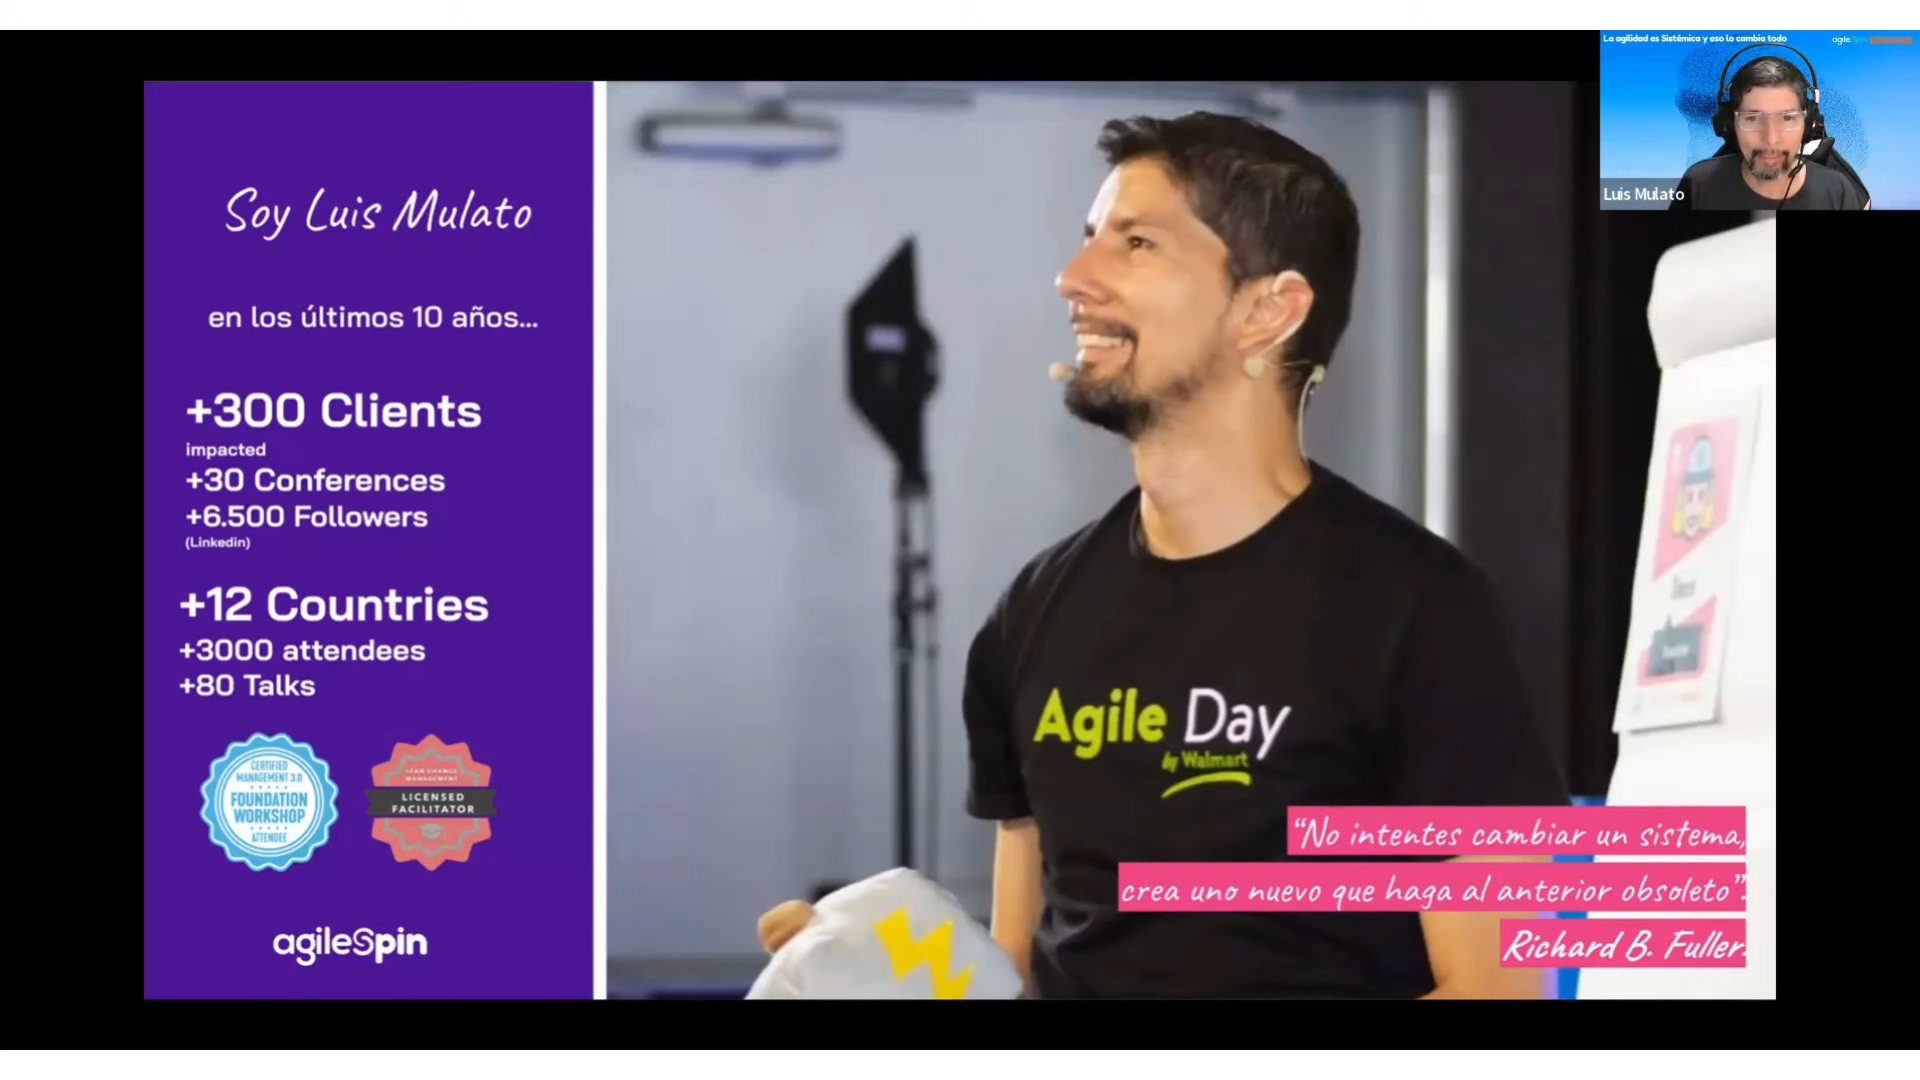 La agilidad es Sistémica y eso lo cambia todo
Luis Mulato
Soy Luis Mulato
en los últimos 10 años...
+300 Clients
impacted
+30 Conferences
+6.500 Followers
(Linkedin)
+12 Countries
+3000 attendees
+80 Talks
CERTIFIED
MANAGEMENT 3.0
FOUNDATION
WORKSHOP
ATTENDEE
LEAN CHANGE
MANAGEMENT
LICENSED
FACILITATOR
agileSpin
Agile Day
by Walmart
“No intentes cambiar un sistema,
crea uno nuevo que haga al anterior obsoleto”.
Richard B. Fuller.